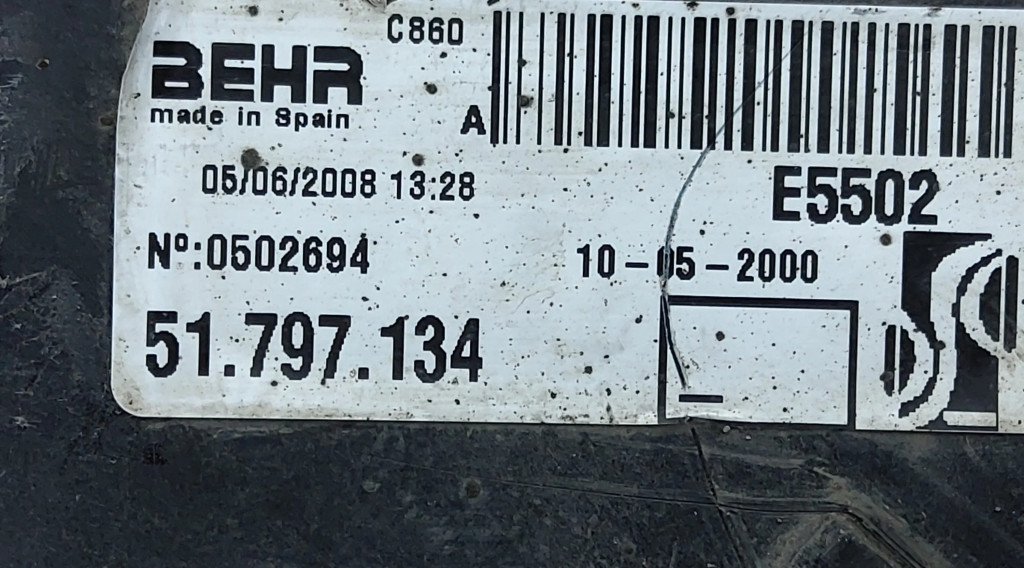 C860
BEHR
made in Spain
A
05/06/2008 13:28
E5502
Nº:0502694
10-05-2000
51.797.134